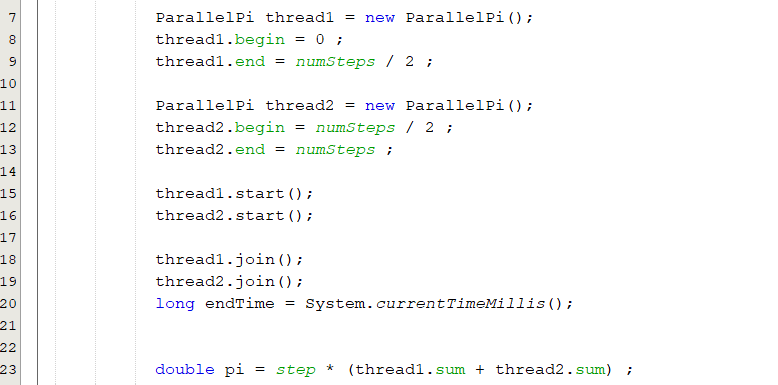 7 ParallelPi thread1 = new ParallelPi();
8 thread1.begin = 0 ;
9 thread1.end = numSteps / 2 ;
10
11 ParallelPi thread2 = new ParallelPi();
12 thread2.begin = numSteps / 2 ;
13 thread2.end = numSteps ;
14
15 thread1.start();
16 thread2.start();
17
18 thread1.join();
19 thread2.join();
20 long endTime = System.currentTimeMillis();
21
22
23 double pi = step * (thread1.sum + thread2.sum) ;